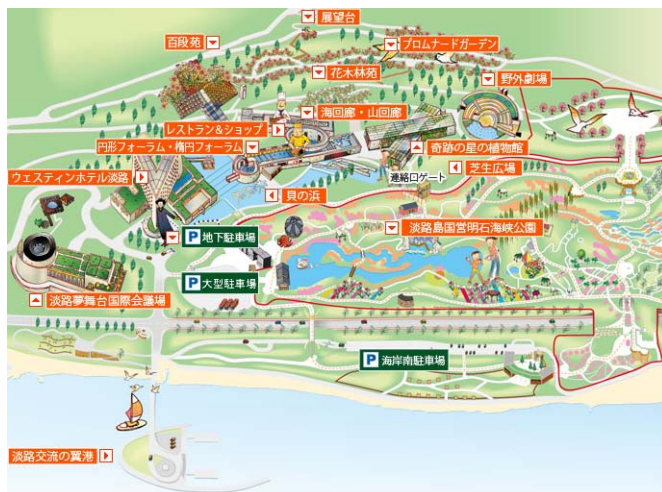 展望台
百段苑
プロムナードガーデン
花木林苑
野外劇場
海回廊・山回廊
レストラン&ショップ
円形フォーラム・楕円フォーラム
奇跡の星の植物館
芝生広場
連絡口ゲート
ウェスティンホテル淡路
貝の浜
淡路島国営明石海峡公園
P 地下駐車場
P 大型駐車場
淡路夢舞台国際会議場
P 海岸南駐車場
淡路交流の翼港